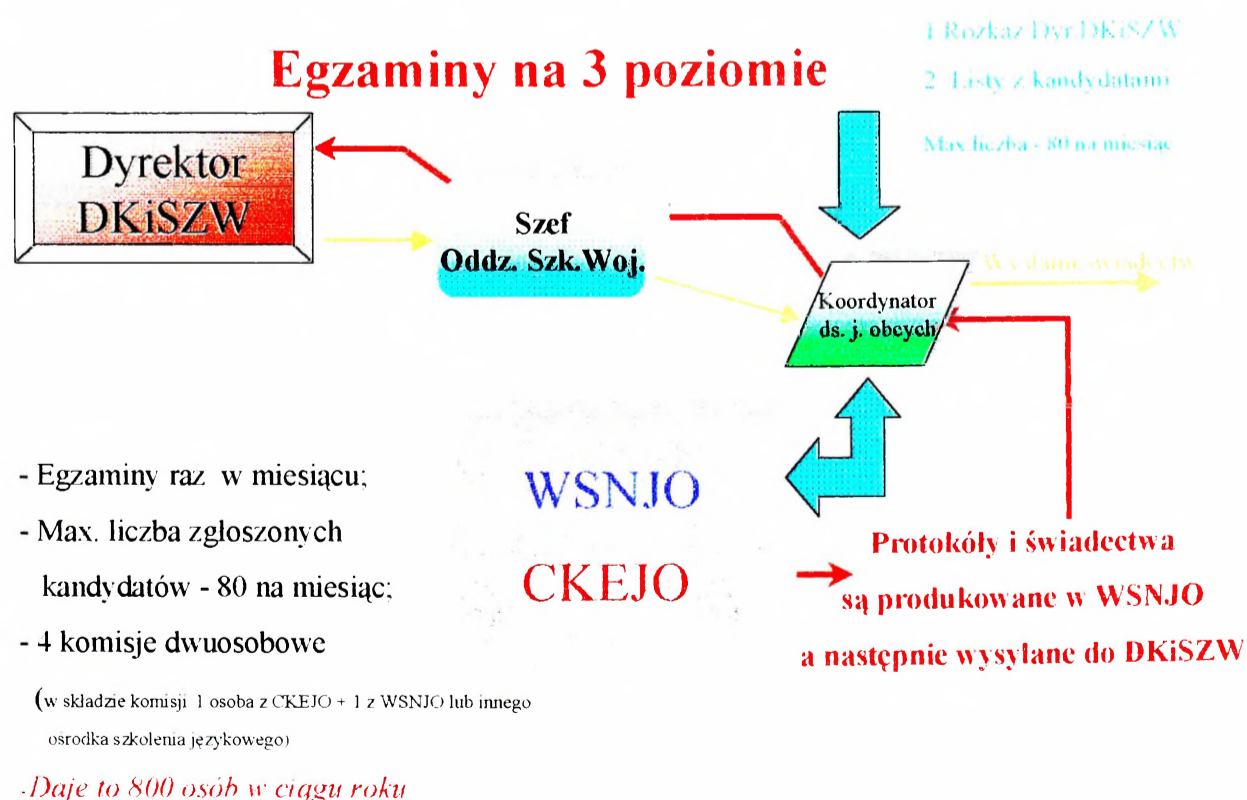 Egzaminy na 3 poziomie
1 Rozkaz Dyr.DKiSZW
2 Listy z kandydatami
Max liczba - 80 na miesiąc
Dyrektor
DKiSZW
Szef
Oddz. Szk.Woj.
Koordynator
ds. j. obcych
Wydanie świadectw
- Egzaminy raz w miesiącu;
- Max. liczba zgłoszonych
kandydatów - 80 na miesiąc;
- 4 komisje dwuosobowe
(w składzie komisji 1 osoba z CKEJO + 1 z WSNJO lub innego
ośrodka szkolenia językowego)
-Daje to 800 osób w ciągu roku
WSNJO
CKEJO
Protokóły i świadectwa
są produkowane w WSNJO
a następnie wysyłane do DKiSZW